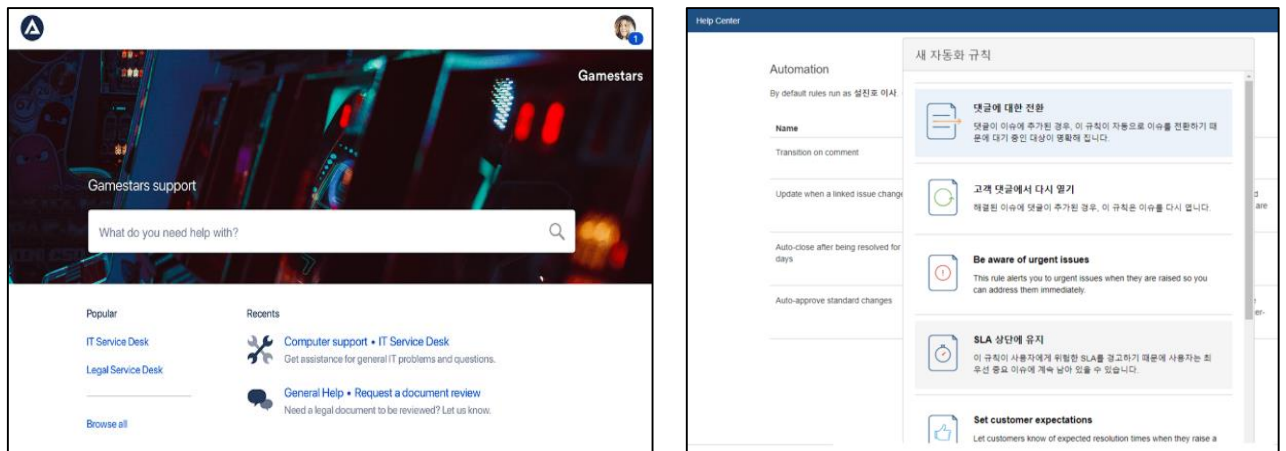 1
Gamestars
Gamestars support
What do you need help with?
Popular
IT Service Desk
Legal Service Desk
Browse all
Recents
Computer support • IT Service Desk
Get assistance for general IT problems and questions.
General Help • Request a document review
Need a legal document to be reviewed? Let us know.
Help Center
Automation
By default rules run as 설진호 이사.
Name
Transition on comment
Update when a linked issue change
Auto-close after being resolved for
days
Auto-approve standard changes
새 자동화 규칙
댓글에 대한 전환
댓글이 이슈에 추가된 경우, 이 규칙이 자동으로 이슈를 전환하기 때
문에 대기 중인 대상이 명확해 집니다.
고객 댓글에서 다시 열기
해결된 이슈에 댓글이 추가된 경우, 이 규칙은 이슈를 다시 엽니다.
Be aware of urgent issues
This rule alerts you to urgent issues when they are raised so you
can address them immediately.
SLA 상단에 유지
이 규칙이 사용자에게 위험한 SLA를 경고하기 때문에 사용자는 최
우선 중요 이슈에 계속 남아 있을 수 있습니다.
Set customer expectations
Let customers know of expected resolution times when they raise a
d
are
er-